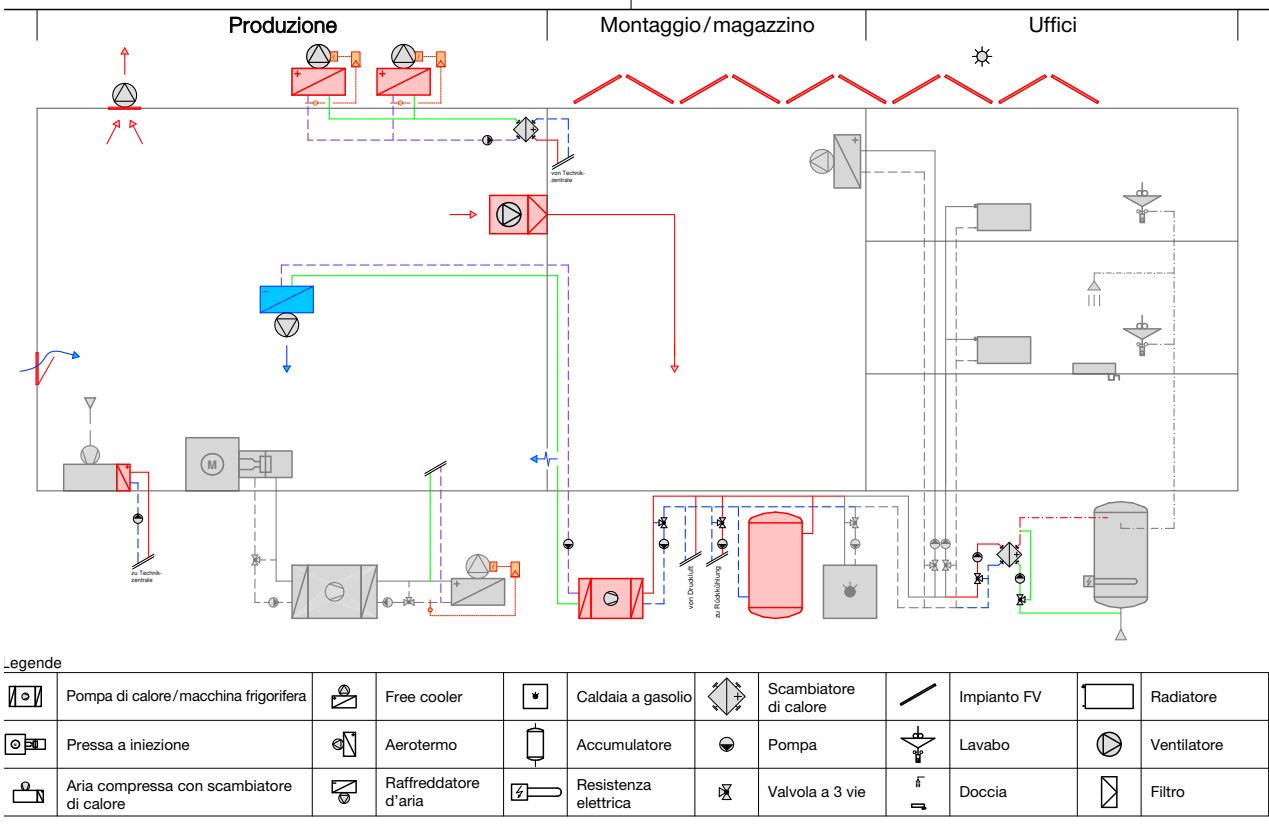 Produzione
Montaggio/magazzino
Uffici
von Technik-
zentrale
M
zu Technik-
zentrale
von Druckluft
zu Rückkühlung
Legende
Pompa di calore/macchina frigorifera
Free cooler
Caldaia a gasolio
Scambiatore
di calore
Impianto FV
Radiatore
Pressa a iniezione
Aerotermo
Accumulatore
Pompa
Lavabo
Ventilatore
Aria compressa con scambiatore
di calore
Raffreddatore
d'aria
Resistenza
elettrica
Valvola a 3 vie
Doccia
Filtro